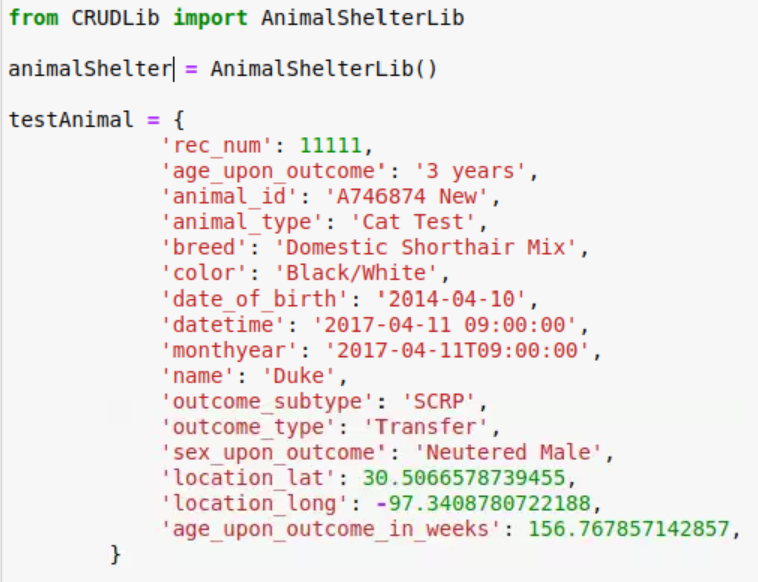 from CRUDLib import AnimalShelterLib
animalShelter = AnimalShelterLib()
testAnimal = {
'rec_num': 11111,
'age_upon_outcome': '3 years',
'animal_id': 'A746874 New',
'animal_type': 'Cat Test',
'breed': 'Domestic Shorthair Mix',
'color': 'Black/White',
'date_of_birth': '2014-04-10',
'datetime': '2017-04-11 09:00:00',
'monthyear': '2017-04-11T09:00:00',
'name': 'Duke',
'outcome_subtype': 'SCRP',
'outcome_type': 'Transfer',
'sex_upon_outcome': 'Neutered Male',
'location_lat': 30.5066578739455,
'location_long': -97.3408780722188,
'age_upon_outcome_in_weeks': 156.767857142857,
}